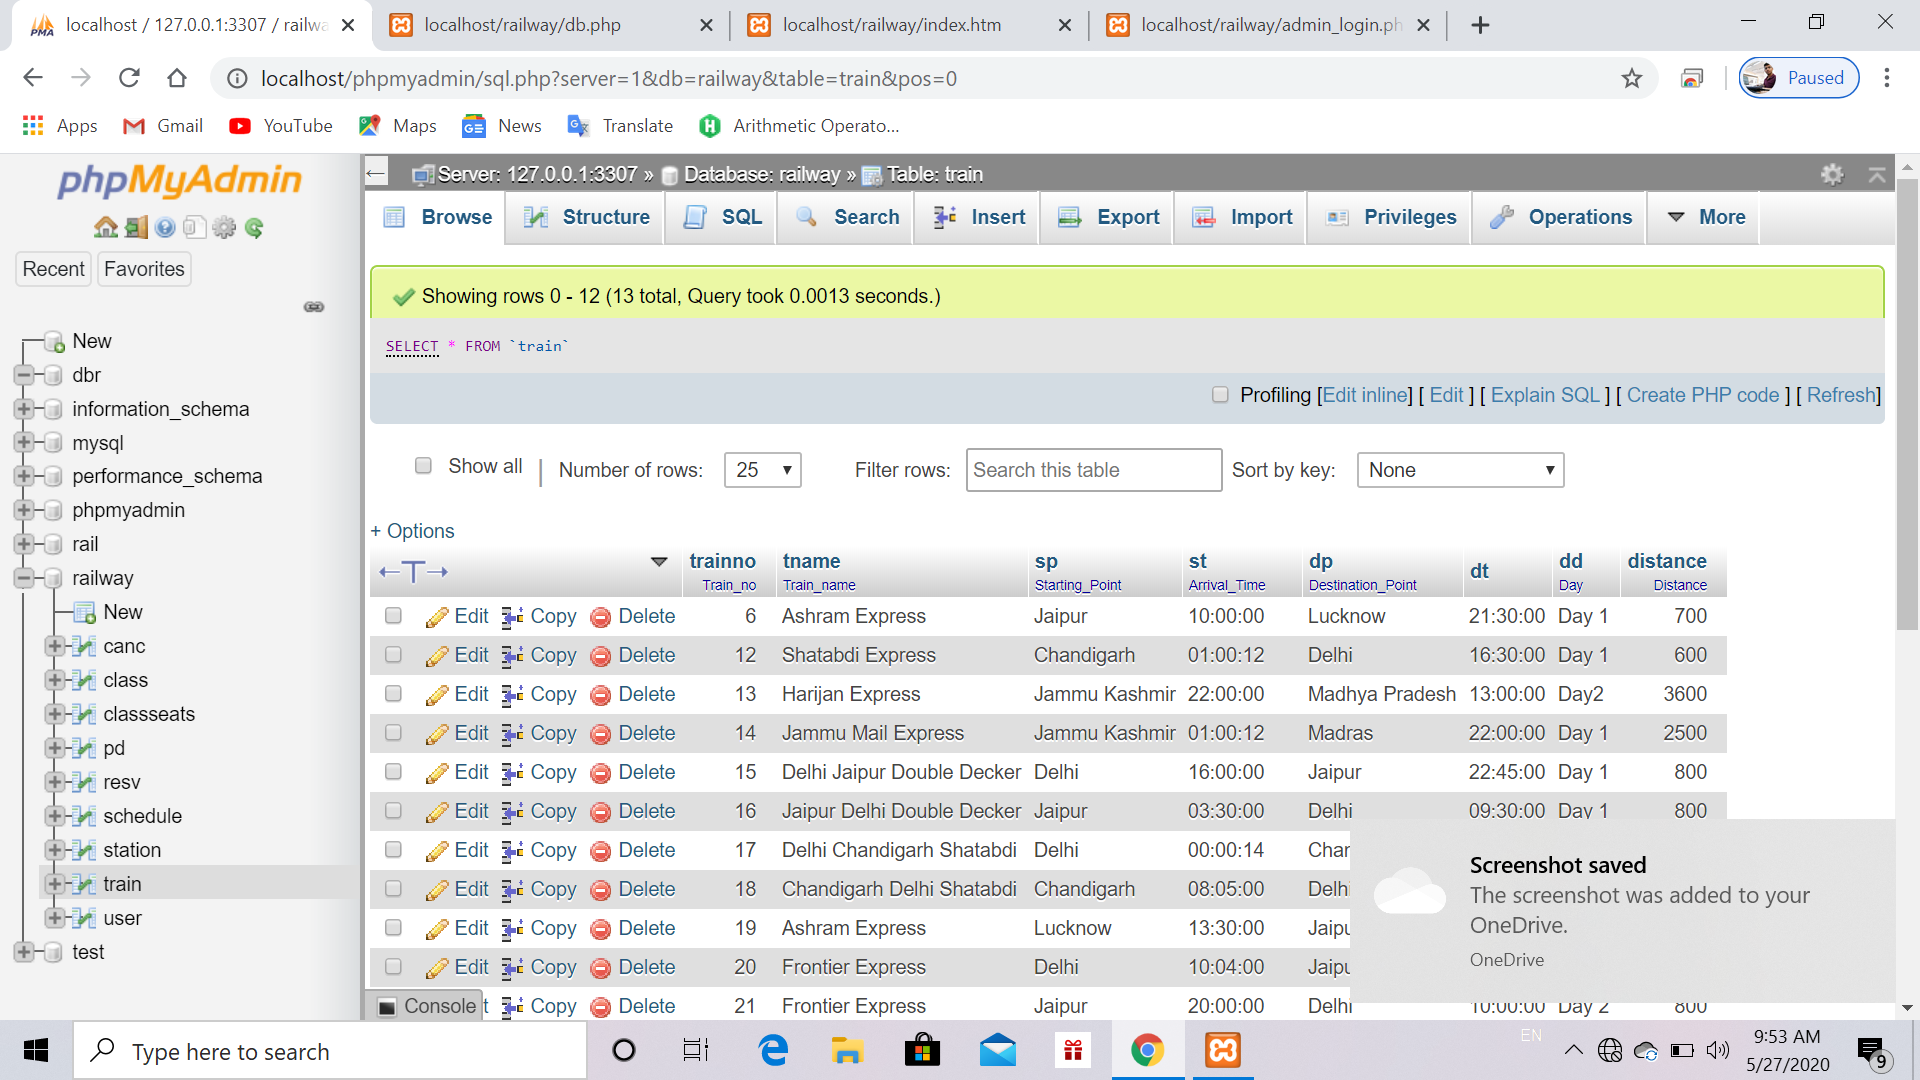 localhost / 127.0.0.1:3307 / railwa
localhost/railway/db.php
localhost/railway/index.htm
localhost/railway/admin_login.ph
localhost/phpmyadmin/sql.php?server=1&db=railway&table=train&pos=0
Paused
Apps
Gmail
YouTube
Maps
News
Translate
Arithmetic Operato...
phpMyAdmin
Recent
Favorites
New
dbr
information_schema
mysql
performance_schema
phpmyadmin
rail
railway
New
canc
class
classseats
pd
resv
schedule
station
train
user
test
Server: 127.0.0.1:3307 » Database: railway » Table: train
Browse
Structure
SQL
Search
Insert
Export
Import
Privileges
Operations
More
Showing rows 0 - 12 (13 total, Query took 0.0013 seconds.)
SELECT * FROM `train`
Profiling [Edit inline] [ Edit ] [ Explain SQL ] [ Create PHP code ] [ Refresh]
Show all
Number of rows: 25
Filter rows: Search this table
Sort by key: None
+ Options
trainno tname sp st dp dt dd distance
Train_no Train_name Starting_Point Arrival_Time Destination_Point Day Distance
Edit Copy Delete 6 Ashram Express Jaipur 10:00:00 Lucknow 21:30:00 Day 1 700
Edit Copy Delete 12 Shatabdi Express Chandigarh 01:00:12 Delhi 16:30:00 Day 1 600
Edit Copy Delete 13 Harijan Express Jammu Kashmir 22:00:00 Madhya Pradesh 13:00:00 Day2 3600
Edit Copy Delete 14 Jammu Mail Express Jammu Kashmir 01:00:12 Madras 22:00:00 Day 1 2500
Edit Copy Delete 15 Delhi Jaipur Double Decker Delhi 16:00:00 Jaipur 22:45:00 Day 1 800
Edit Copy Delete 16 Jaipur Delhi Double Decker Jaipur 03:30:00 Delhi 09:30:00 Day 1 800
Edit Copy Delete 17 Delhi Chandigarh Shatabdi Delhi 00:00:14 Char
Edit Copy Delete 18 Chandigarh Delhi Shatabdi Chandigarh 08:05:00 Delhi
Edit Copy Delete 19 Ashram Express Lucknow 13:30:00 Jaipu
Edit Copy Delete 20 Frontier Express Delhi 10:04:00 Jaipu
t Copy Delete 21 Frontier Express Jaipur 20:00:00 Delhi 10:00:00 Day 2 800
Console
Screenshot saved
The screenshot was added to your
OneDrive.
OneDrive
Type here to search
EN
9:53 AM
5/27/2020
9